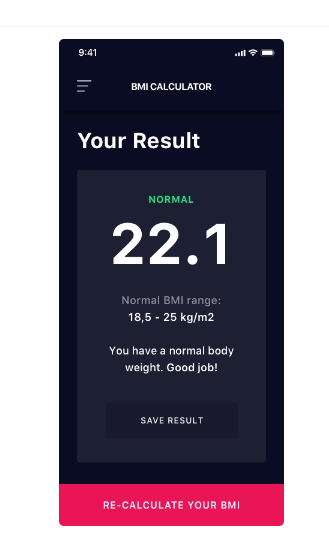 9:41
BMI CALCULATOR
Your Result
NORMAL
22.1
Normal BMI range:
18,5 - 25 kg/m2
You have a normal body
weight. Good job!
SAVE RESULT
RE-CALCULATE YOUR BMI